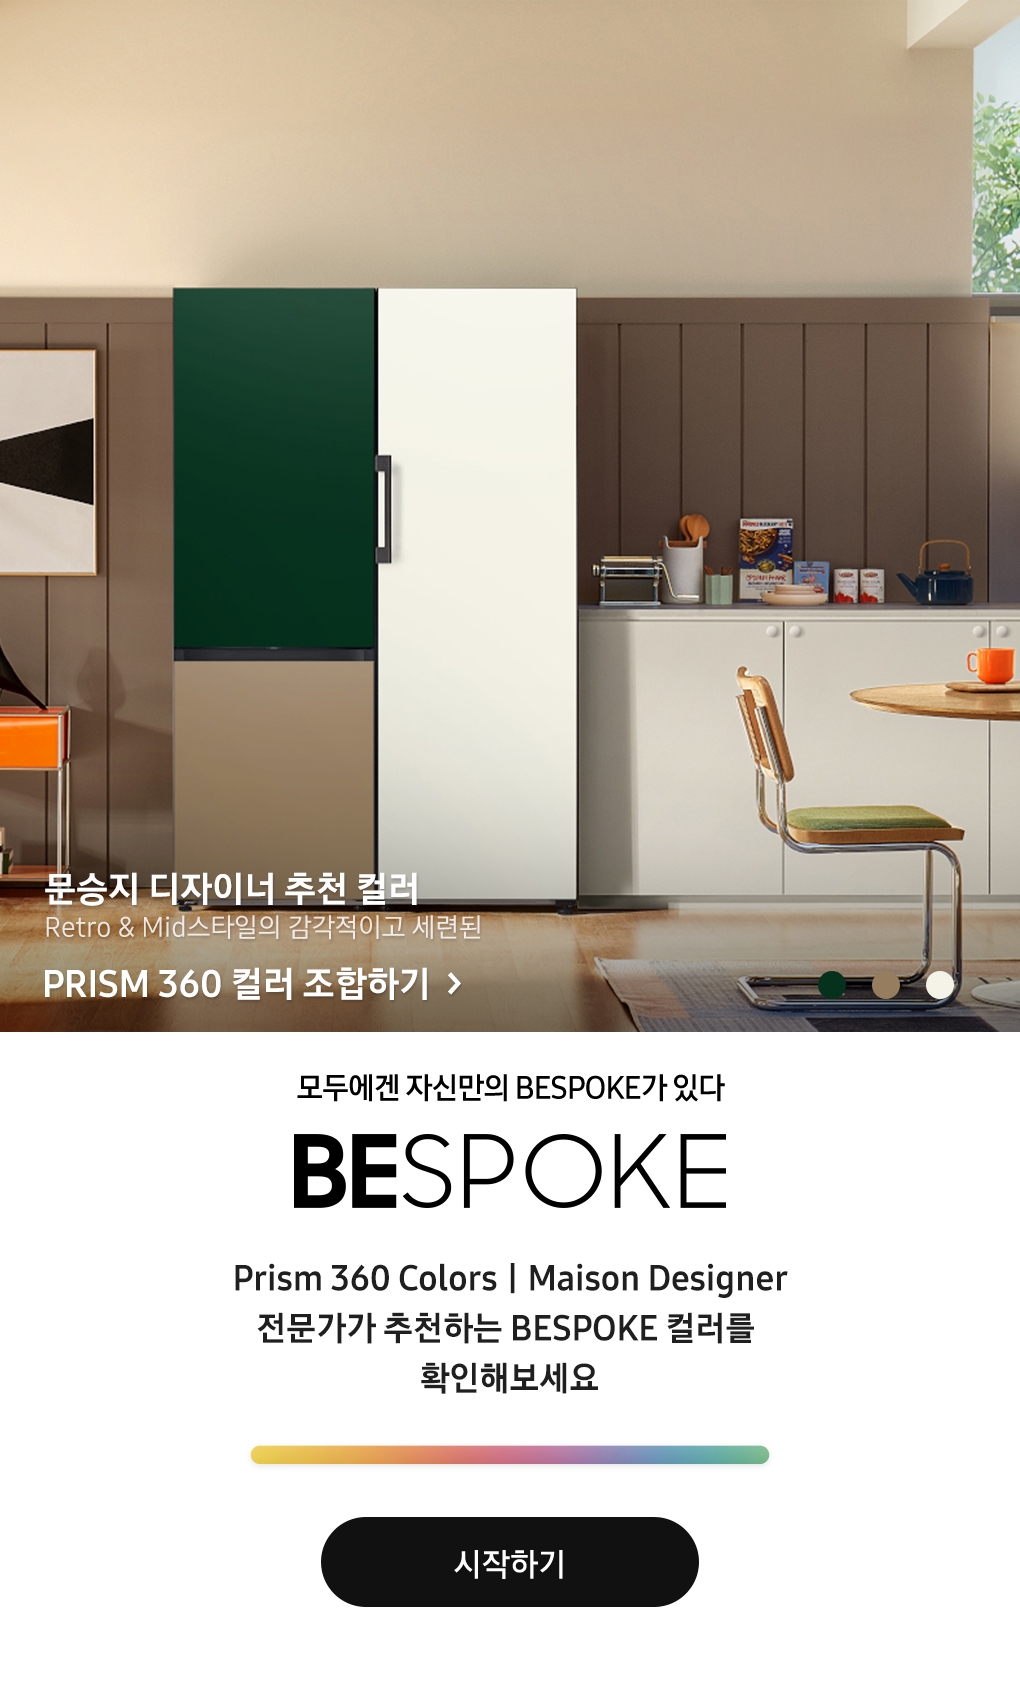 문승지 디자이너 추천 컬러
Retro & Mid스타일의 감각적이고 세련된
PRISM 360 컬러 조합하기 >
모두에겐 자신만의 BESPOKE가 있다
BESPOKE
Prism 360 Colors | Maison Designer
전문가가 추천하는 BESPOKE 컬러를
확인해보세요
시작하기